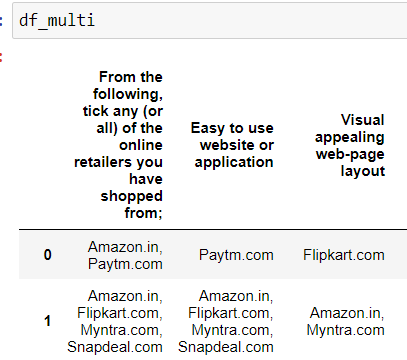 df_multi
From the
following,
tick any (or
all) of the
online
retailers you
have
shopped
from;
Easy to use
website or
application
Visual
appealing
web-page
layout
0
Amazon.in,
Paytm.com
Paytm.com
Flipkart.com
1
Amazon.in,
Flipkart.com,
Myntra.com,
Snapdeal.com
Amazon.in,
Flipkart.com,
Myntra.com,
Snapdeal.com
Amazon.in,
Myntra.com